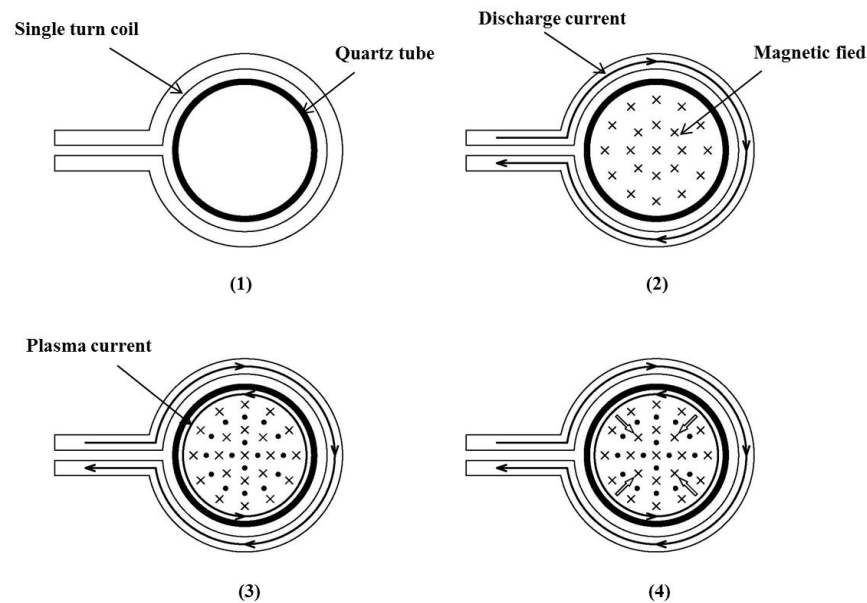 Single turn coil
Quartz tube
Discharge current
Magnetic fied
(1)
(2)
Plasma current
(3)
(4)